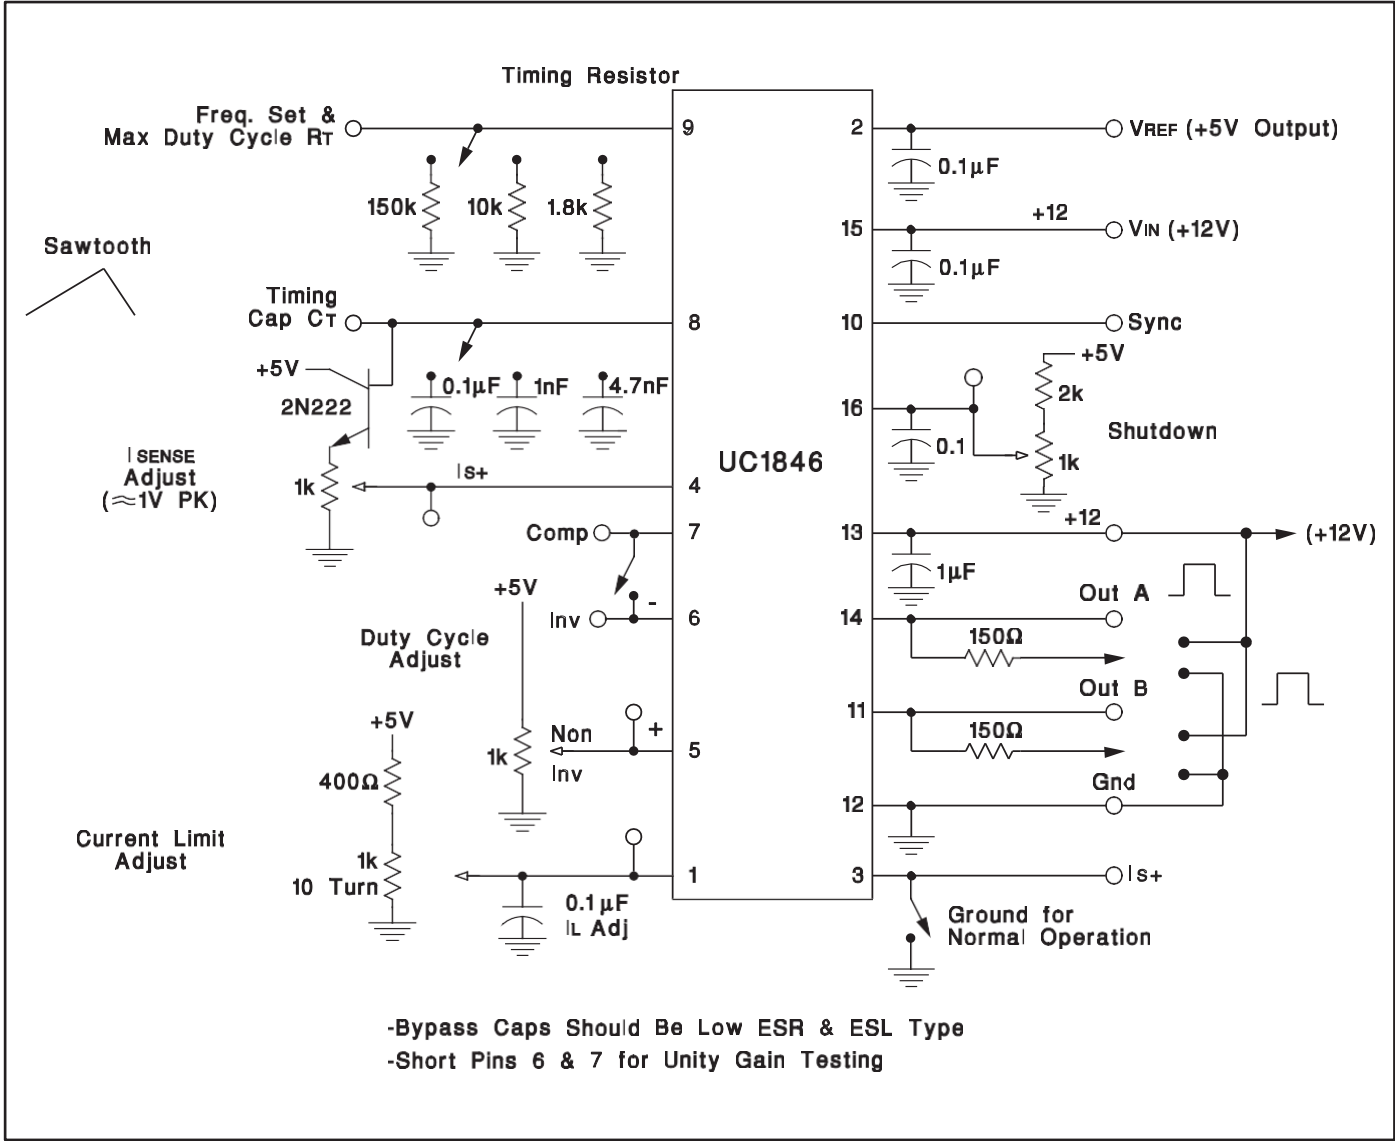 Timing Resistor
Freq. Set &
Max Duty Cycle RT
9
150k
10k
1.8k
Sawtooth
Timing
Cap CT
8
+5V
2N222
0.1µF
1nF
4.7nF
ISENSE
Adjust
(≈1V PK)
1k
IS+
4
Comp
7
+5V
Inv
-
6
Duty Cycle
Adjust
1k
Non
Inv
+
5
+5V
400Ω
Current Limit
Adjust
1k
10 Turn
0.1µF
IL Adj
1
UC1846
2
VREF (+5V Output)
0.1µF
15
+12
VIN (+12V)
0.1µF
10
Sync
+5V
2k
16
0.1
1k
Shutdown
13
+12
(+12V)
1µF
Out A
14
150Ω
Out B
11
150Ω
Gnd
12
3
IS+
Ground for
Normal Operation
-Bypass Caps Should Be Low ESR & ESL Type
-Short Pins 6 & 7 for Unity Gain Testing